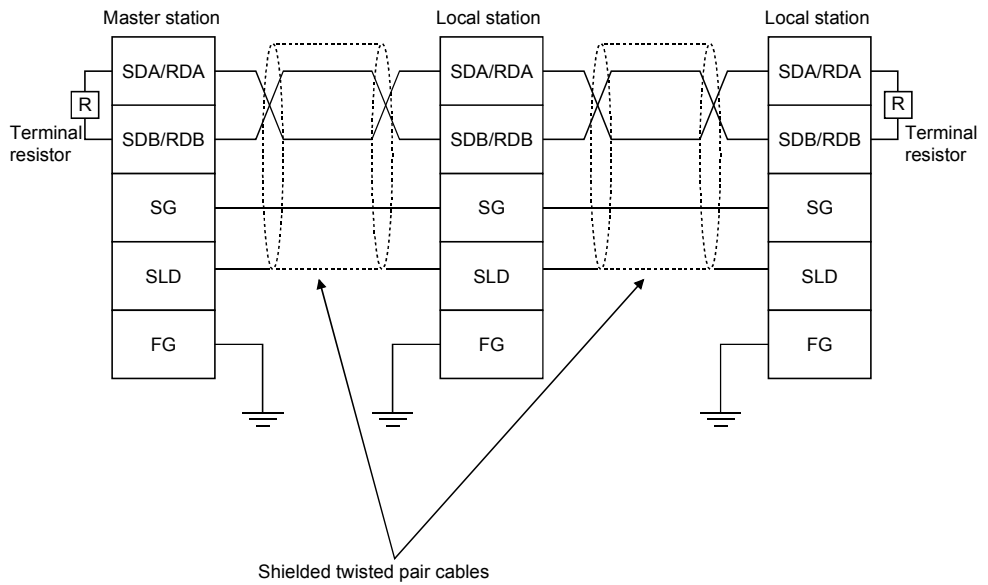 Master station
Local station
Local station
SDA/RDA
SDA/RDA
SDA/RDA
R
R
Terminal
resistor
SDB/RDB
SDB/RDB
SDB/RDB
Terminal
resistor
SG
SG
SG
SLD
SLD
SLD
FG
FG
FG
Shielded twisted pair cables